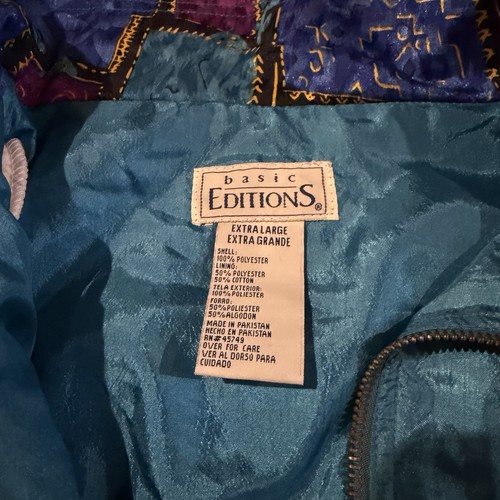 basic
EDITIONS®
EXTRA LARGE
EXTRA GRANDE
SHELL:
100% POLYESTER
LINING:
50% POLYESTER
50% COTTON
TELA EXTERIOR:
100% POLIESTER
FORRO:
50% POLIESTER
50% ALGODON
MADE IN PAKISTAN
HECHO EN PAKISTAN
RN# 45749
OVER FOR CARE
VER AL DORSO PARA
CUIDADO